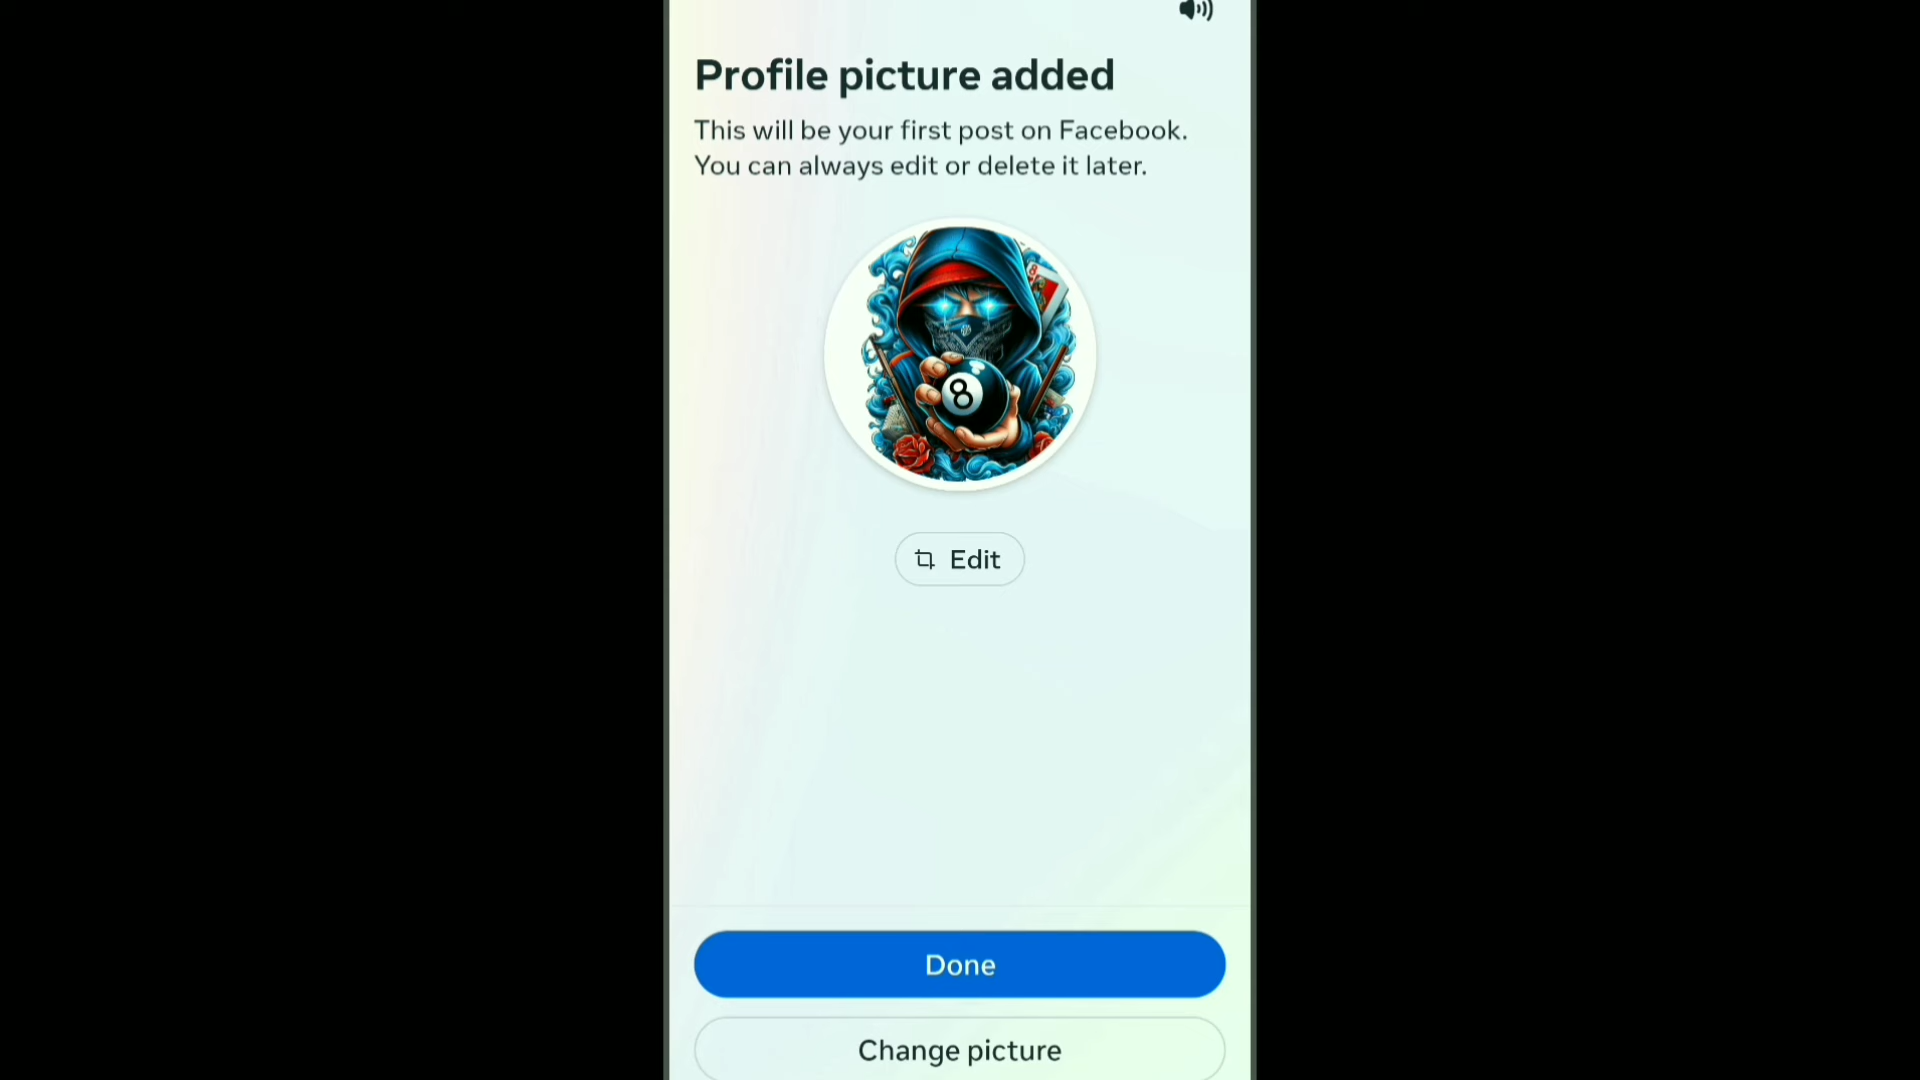 Profile picture added
This will be your first post on Facebook.
You can always edit or delete it later.
8
8
Edit
Done
Change picture